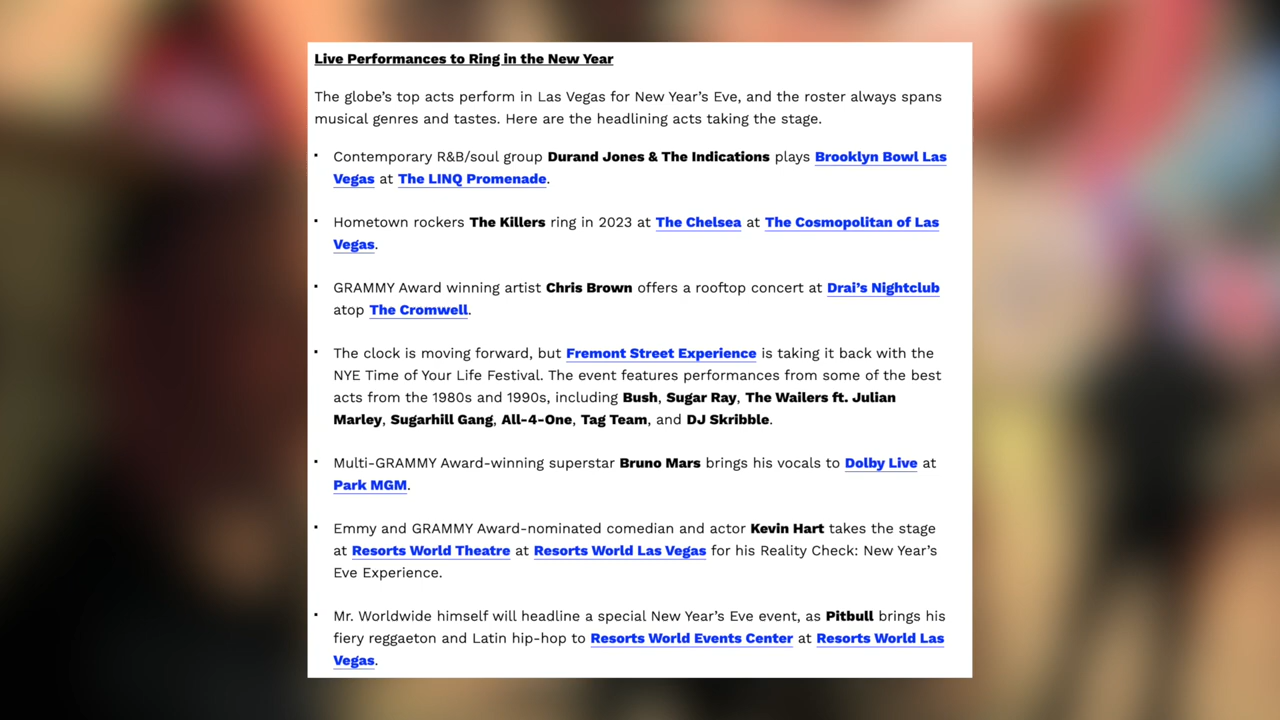 Live Performances to Ring in the New Year
The globe’s top acts perform in Las Vegas for New Year’s Eve, and the roster always spans
musical genres and tastes. Here are the headlining acts taking the stage.
Contemporary R&B/soul group Durand Jones & The Indications plays Brooklyn Bowl Las
Vegas at The LINQ Promenade.
Hometown rockers The Killers ring in 2023 at The Chelsea at The Cosmopolitan of Las
Vegas.
GRAMMY Award winning artist Chris Brown offers a rooftop concert at Drai’s Nightclub
atop The Cromwell.
The clock is moving forward, but Fremont Street Experience is taking it back with the
NYE Time of Your Life Festival. The event features performances from some of the best
acts from the 1980s and 1990s, including Bush, Sugar Ray, The Wailers ft. Julian
Marley, Sugarhill Gang, All-4-One, Tag Team, and DJ Skribble.
Multi-GRAMMY Award-winning superstar Bruno Mars brings his vocals to Dolby Live at
Park MGM.
Emmy and GRAMMY Award-nominated comedian and actor Kevin Hart takes the stage
at Resorts World Theatre at Resorts World Las Vegas for his Reality Check: New Year’s
Eve Experience.
Mr. Worldwide himself will headline a special New Year’s Eve event, as Pitbull brings his
fiery reggaeton and Latin hip-hop to Resorts World Events Center at Resorts World Las
Vegas.